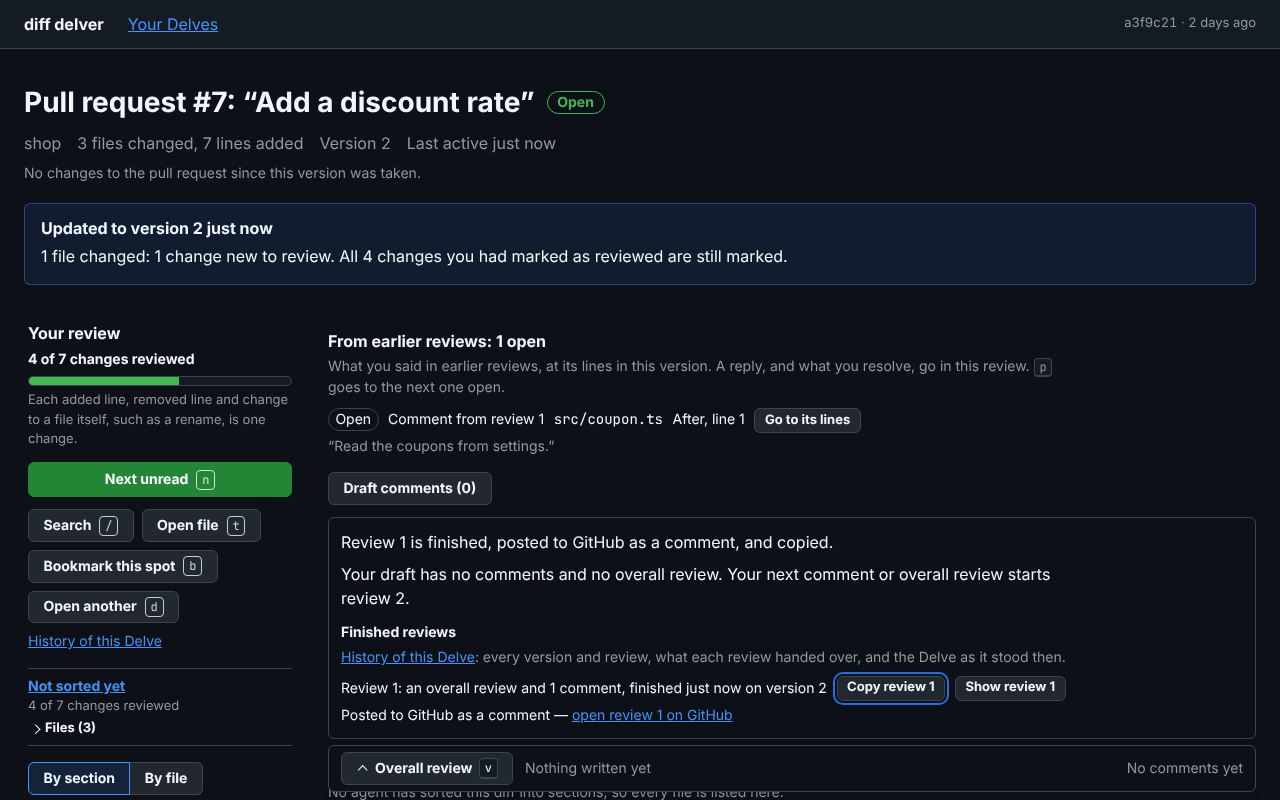 diff delver Your Delves a3f9c21 · 2 days ago
Pull request #7: “Add a discount rate” Open
shop 3 files changed, 7 lines added Version 2 Last active just now
No changes to the pull request since this version was taken.
Updated to version 2 just now
1 file changed: 1 change new to review. All 4 changes you had marked as reviewed are still marked.
Your review
4 of 7 changes reviewed
Each added line, removed line and change
to a file itself, such as a rename, is one
change.
Next unread n
Search / Open file t
Bookmark this spot b
Open another d
History of this Delve
Not sorted yet
4 of 7 changes reviewed
Files (3)
By section By file
From earlier reviews: 1 open
What you said in earlier reviews, at its lines in this version. A reply, and what you resolve, go in this review. p
goes to the next one open.
Open Comment from review 1 src/coupon.ts After, line 1 Go to its lines
“Read the coupons from settings.”
Draft comments (0)
Review 1 is finished, posted to GitHub as a comment, and copied.
Your draft has no comments and no overall review. Your next comment or overall review starts
review 2.
Finished reviews
History of this Delve: every version and review, what each review handed over, and the Delve as it stood then.
Review 1: an overall review and 1 comment, finished just now on version 2 Copy review 1 Show review 1
Posted to GitHub as a comment — open review 1 on GitHub
Overall review v Nothing written yet No comments yet
No agent has sorted this diff into sections, so every file is listed here.